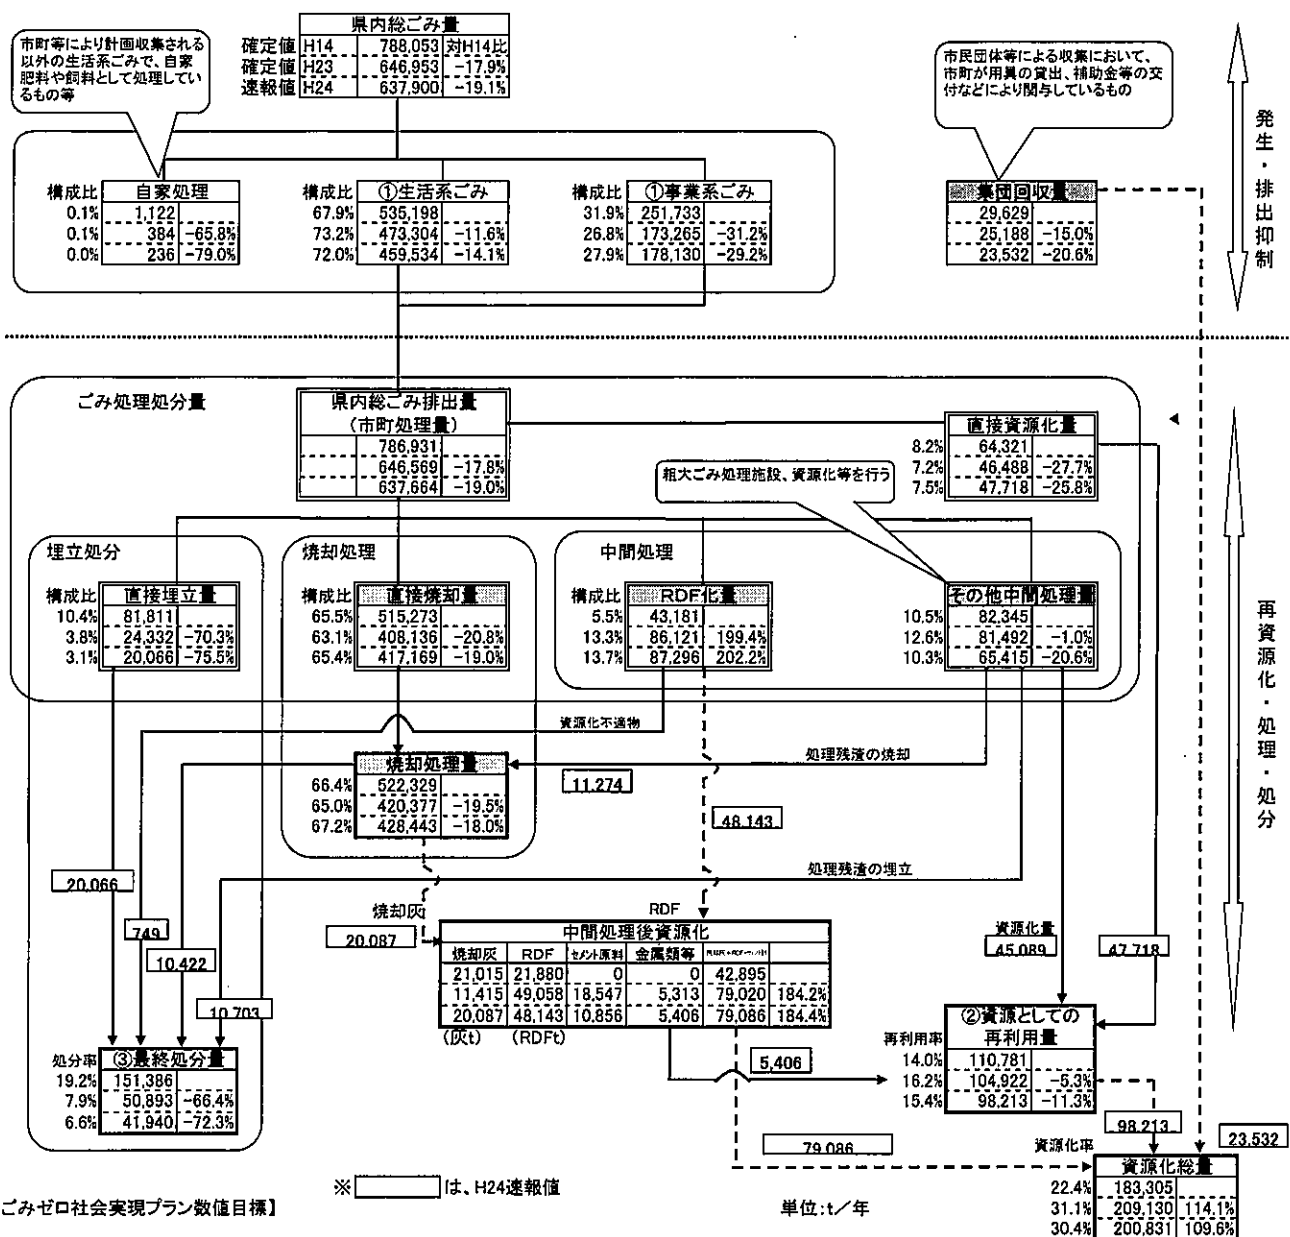 県内総ごみ量
確定値 H14 788,053 対H14比
確定値 H23 646,953 -17.9%
速報値 H24 637,900 -19.1%
市町等により計画収集される
以外の生活系ごみで、自家
肥料や飼料として処理してい
るもの等
市民団体等による収集において、
市町が用具の貸出、補助金等の交
付などにより関与しているもの
発生・排出抑制
構成比 自家処理
0.1% 1,122
0.1% 384 -65.8%
0.0% 236 -79.0%
構成比 ①生活系ごみ
67.9% 535,198
73.2% 473,304 -11.6%
72.0% 459,534 -14.1%
構成比 ①事業系ごみ
31.9% 251,733
26.8% 173,265 -31.2%
27.9% 178,130 -29.2%
集団回収量
29,629
25,188 -15.0%
23,532 -20.6%
ごみ処理処分量
県内総ごみ排出量
(市町処理量)
786,931
646,569 -17.8%
637,664 -19.0%
直接資源化量
8.2% 64,321
7.2% 46,488 -27.7%
7.5% 47,718 -25.8%
粗大ごみ処理施設、資源化等を行う
再資源化・処理・処分
埋立処分
構成比 直接埋立量
10.4% 81,811
3.8% 24,332 -70.3%
3.1% 20,066 -75.5%
焼却処理
構成比 直接焼却量
65.5% 515,273
63.1% 408,136 -20.8%
65.4% 417,169 -19.0%
中間処理
構成比 RDF化量
5.5% 43,181
13.3% 86,121 199.4%
13.7% 87,296 202.2%
その他中間処理量
10.5% 82,345
12.6% 81,492 -1.0%
10.3% 65,415 -20.6%
資源化不適物
焼却処理量
66.4% 522,329
65.0% 420,377 -19.5%
67.2% 428,443 -18.0%
処理残渣の焼却
11,274
48,143
処理残渣の埋立
20,066
749
10,422
10,703
焼却灰
20,087
RDF
中間処理後資源化
焼却灰 RDF セメント原料 金属類等
21,015 21,880 0 0 42,895
11,415 49,058 18,547 5,313 79,020 184.2%
20,087 48,143 10,856 5,406 79,086 184.4%
(灰t) (RDFt)
資源化量
45,089
47,718
処分率 ③最終処分量
19.2% 151,386
7.9% 50,893 -66.4%
6.6% 41,940 -72.3%
5,406
②資源としての
再利用率 再利用量
14.0% 110,781
16.2% 104,922 -5.3%
15.4% 98,213 -11.3%
98,213
23,532
79,086
資源化率 資源化総量
22.4% 183,305
31.1% 209,130 114.1%
30.4% 200,831 109.6%
※ は、H24速報値
ごみゼロ社会実現プラン数値目標】
単位:t/年